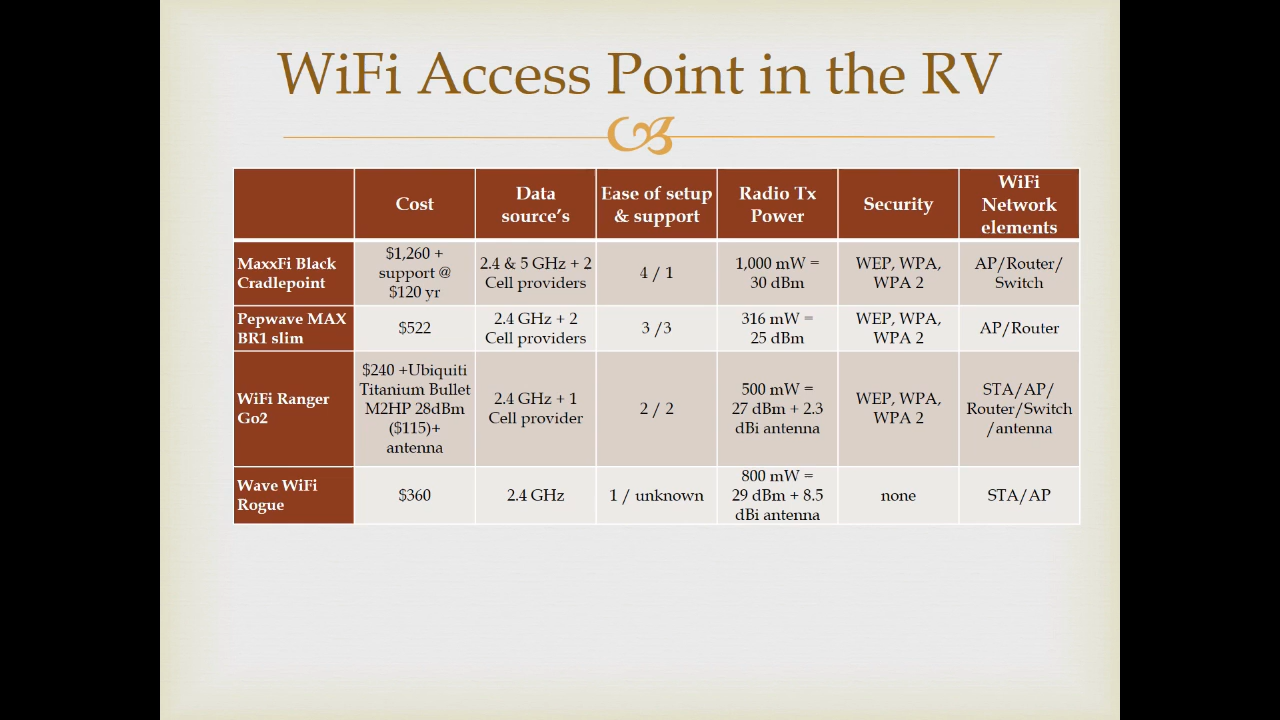 WiFi Access Point in the RV
Cost
Data
source's
Ease of setup
& support
Radio Tx
Power
Security
WiFi
Network
elements
MaxxFi Black
Cradlepoint
$1,260 +
support @
$120 yr
2.4 & 5 GHz + 2
Cell providers
4 / 1
1,000 mW =
30 dBm
WEP, WPA,
WPA 2
AP/Router/
Switch
Pepwave MAX
BR1 slim
$522
2.4 GHz + 2
Cell providers
3 /3
316 mW =
25 dBm
WEP, WPA,
WPA 2
AP/Router
WiFi Ranger
Go2
$240 +Ubiquiti
Titanium Bullet
M2HP 28dBm
($115)+
antenna
2.4 GHz + 1
Cell provider
2 / 2
500 mW =
27 dBm + 2.3
dBi antenna
WEP, WPA,
WPA 2
STA/AP/
Router/Switch
/antenna
Wave WiFi
Rogue
$360
2.4 GHz
1 / unknown
800 mW =
29 dBm + 8.5
dBi antenna
none
STA/AP